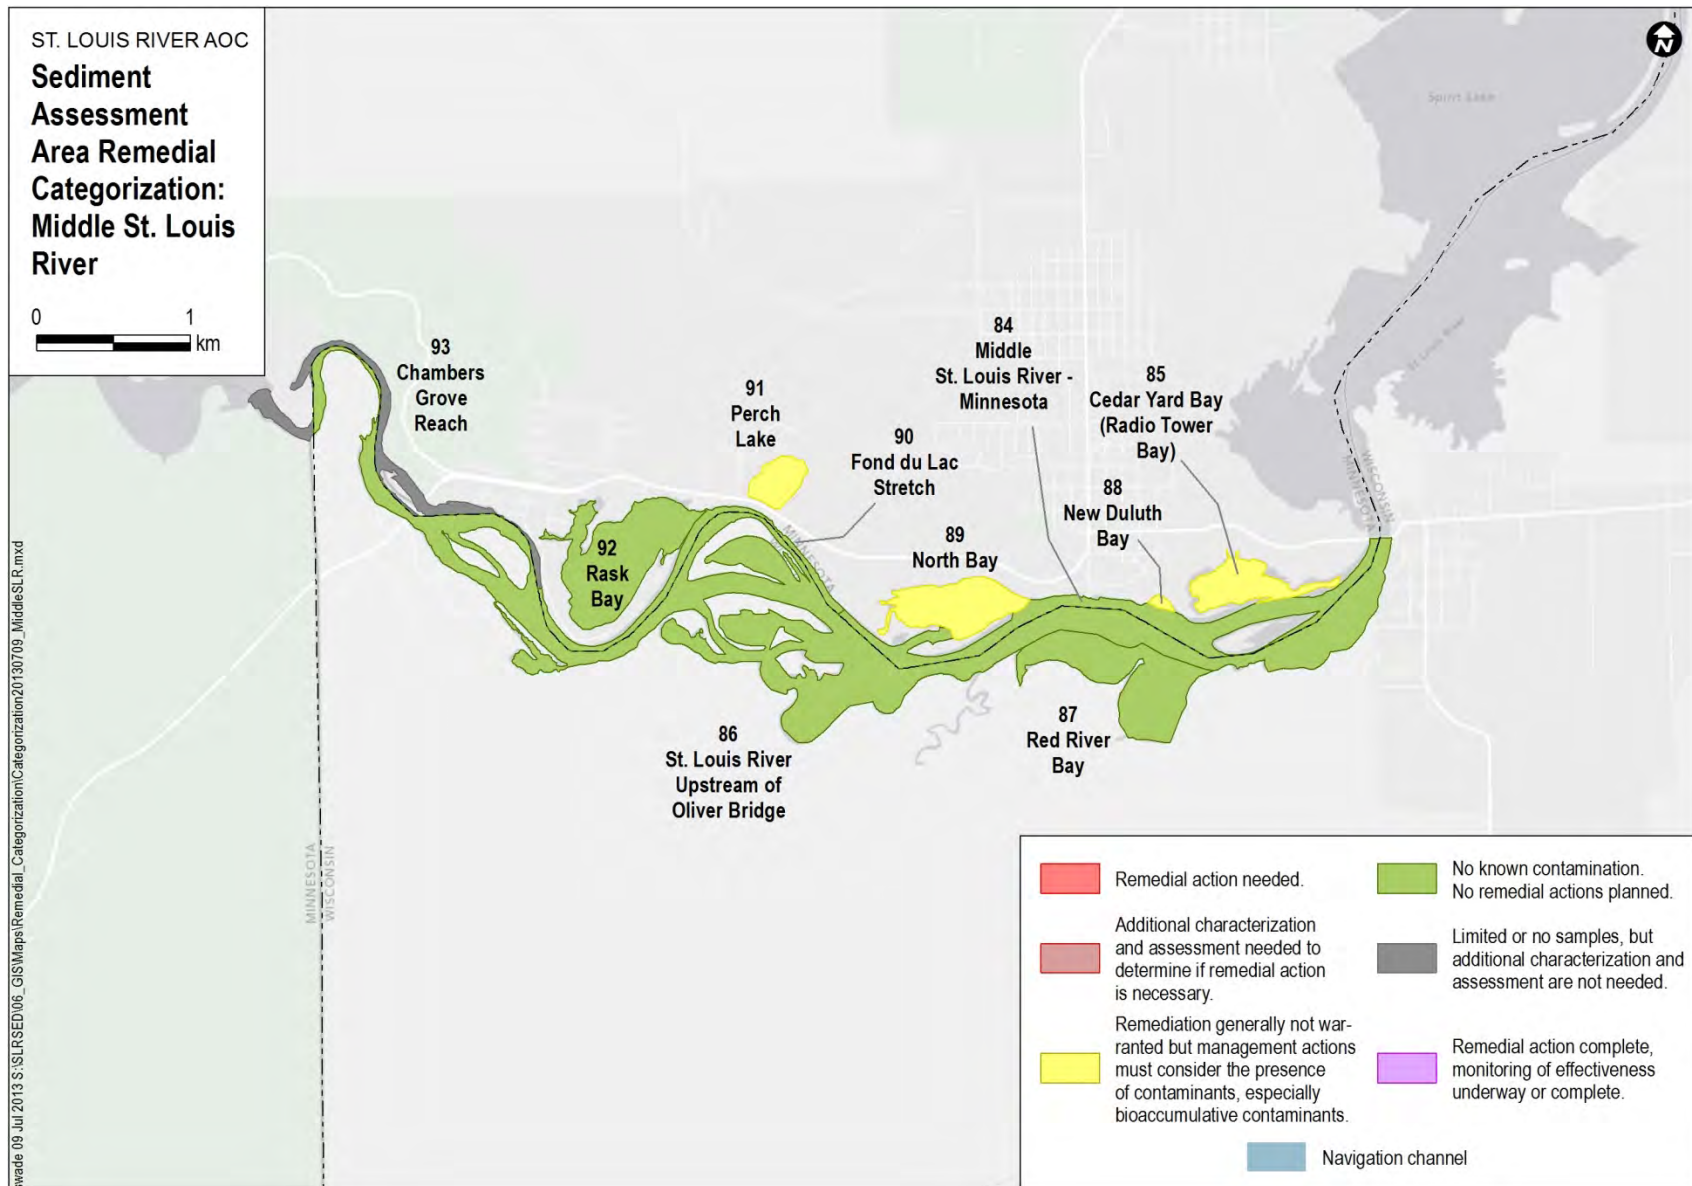 ST. LOUIS RIVER AOC
Sediment
Assessment
Area Remedial
Categorization:
Middle St. Louis
River
0 1
km
N
Spirit Lake
St Louis River
93
Chambers
Grove
Reach
91
Perch
Lake
90
Fond du Lac
Stretch
84
Middle
St. Louis River -
Minnesota
85
Cedar Yard Bay
(Radio Tower
Bay)
88
New Duluth
Bay
89
North Bay
92
Rask
Bay
86
St. Louis River
Upstream of
Oliver Bridge
87
Red River
Bay
MINNESOTA
WISCONSIN
MINNESOTA
MINNESOTA
WISCONSIN
Remedial action needed.
Additional characterization
and assessment needed to
determine if remedial action
is necessary.
Remediation generally not war-
ranted but management actions
must consider the presence
of contaminants, especially
bioaccumulative contaminants.
No known contamination.
No remedial actions planned.
Limited or no samples, but
additional characterization and
assessment are not needed.
Remedial action complete,
monitoring of effectiveness
underway or complete.
Navigation channel
swade 09 Jul 2013 S:\SLRSED\06_GIS\Maps\Remedial_Categorization\Categorization20130709_MiddleSLR.mxd